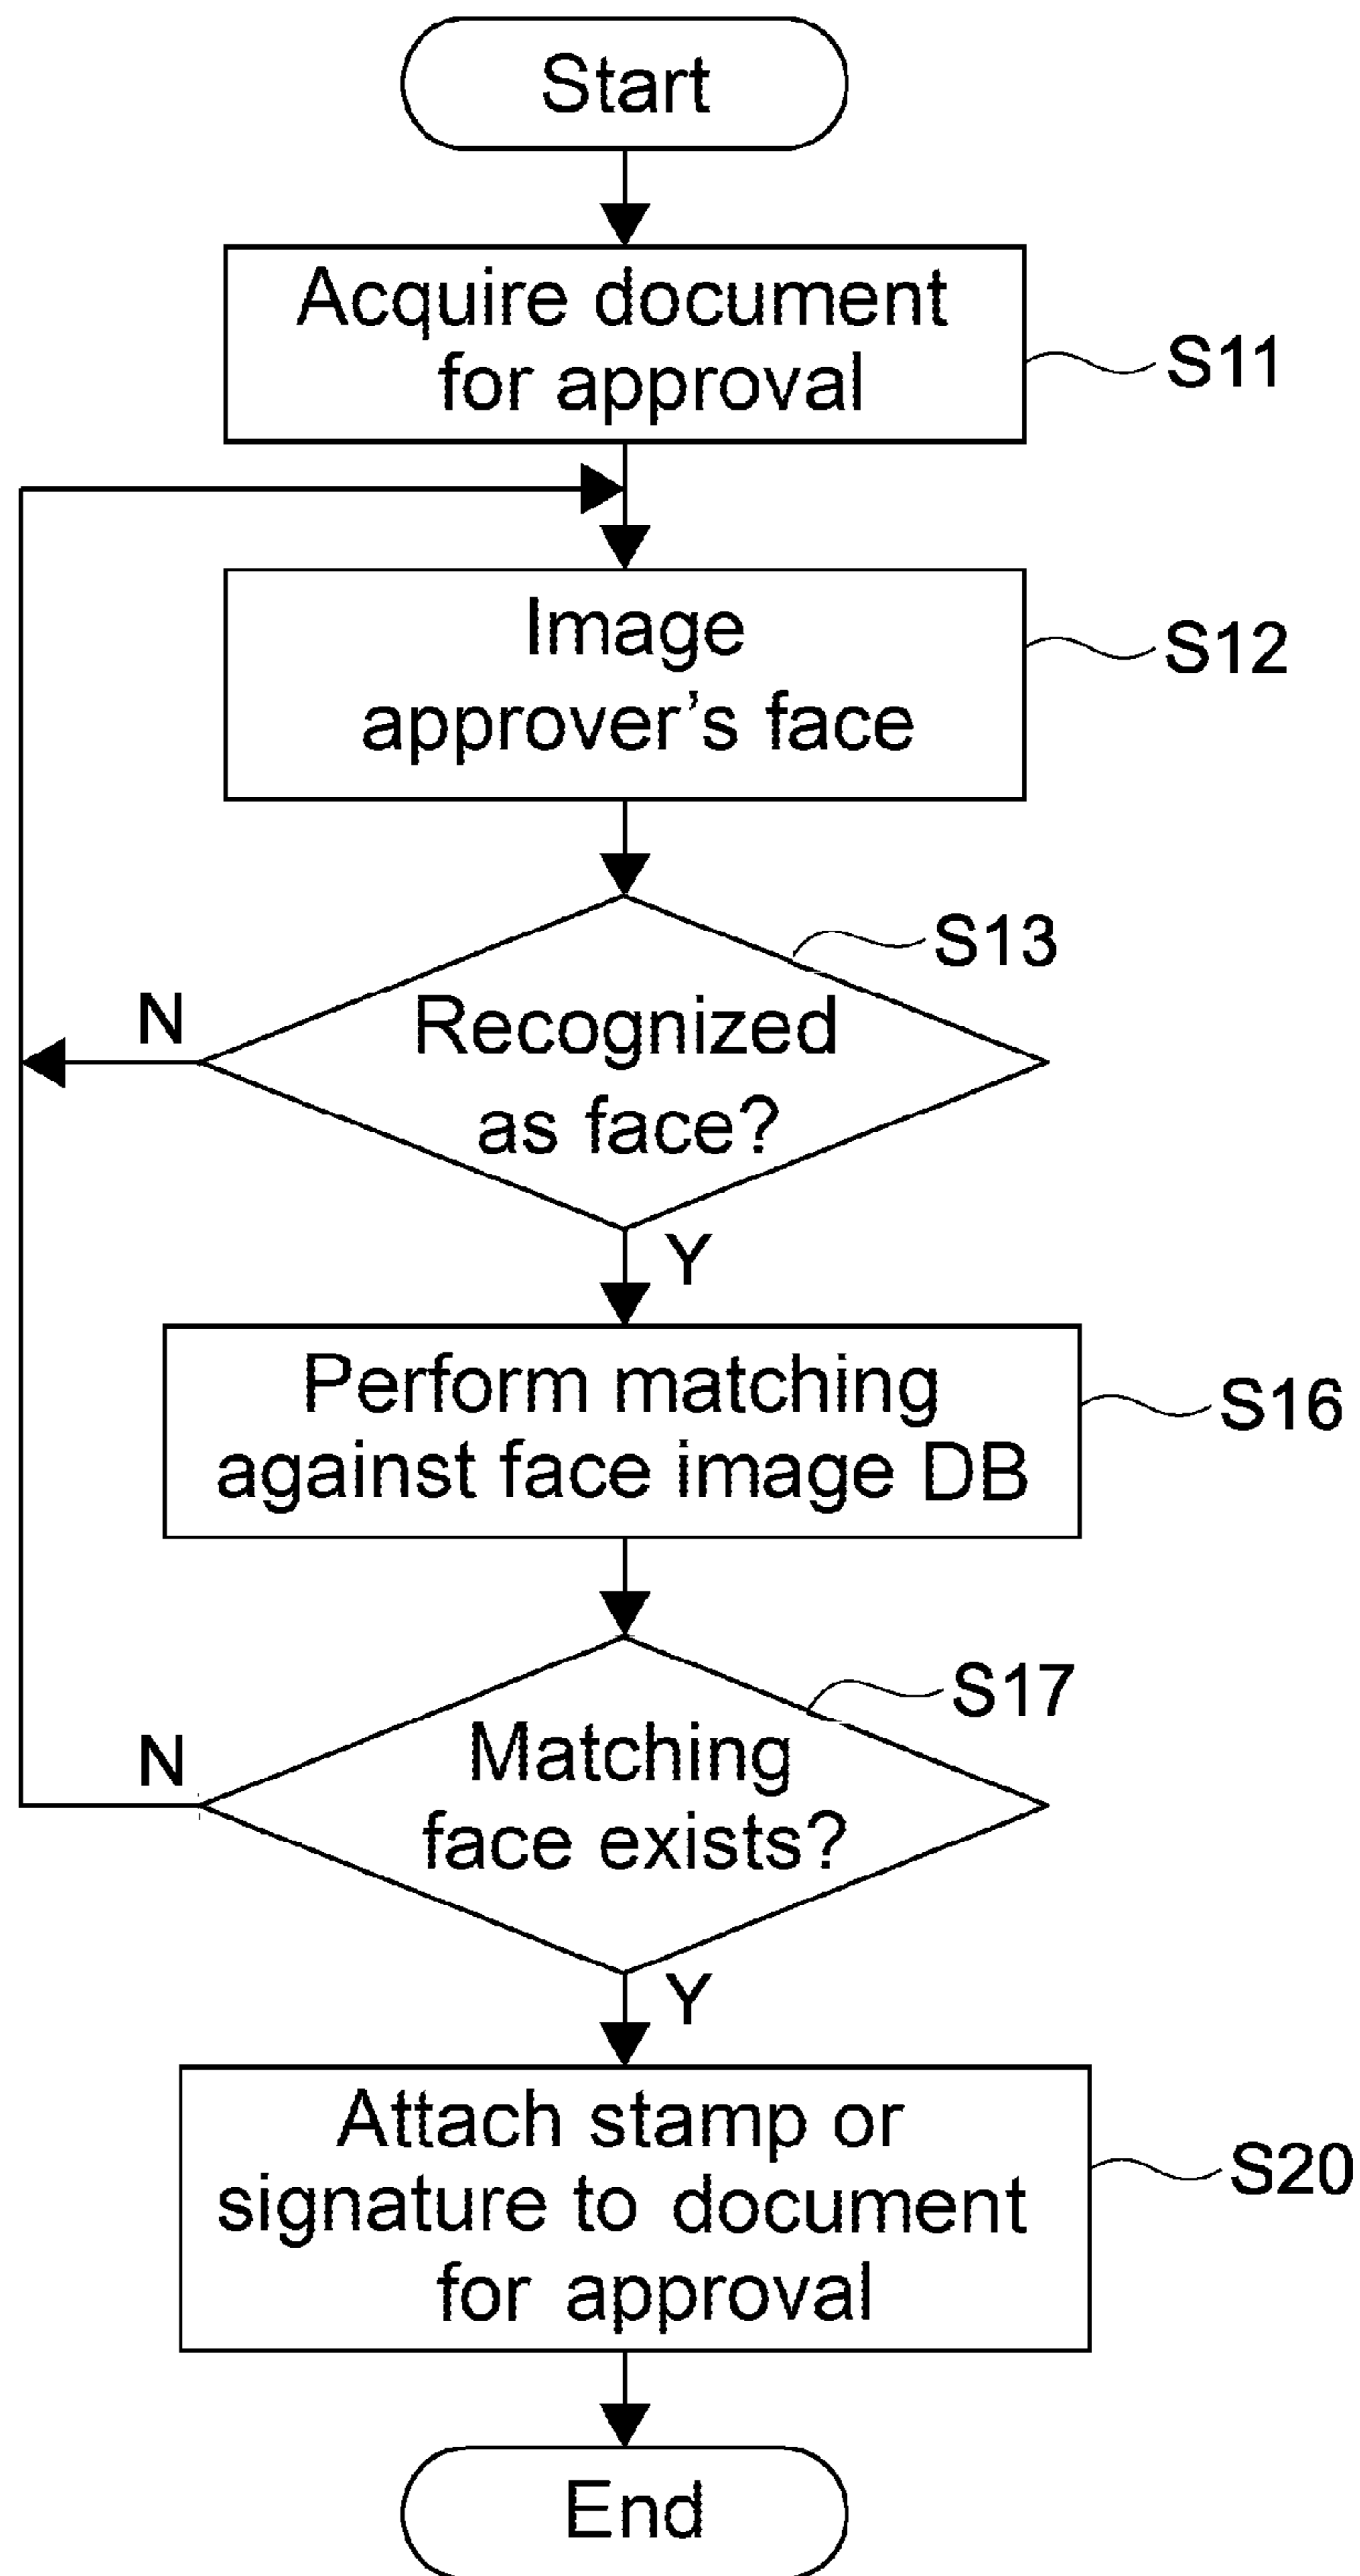 Start
Acquire document
for approval
S11
Image
approver's face
S12
S13
Recognized
as face?
N
Y
Perform matching
against face image DB
S16
S17
Matching
face exists?
N
Y
Attach stamp or
signature to document
for approval
S20
End